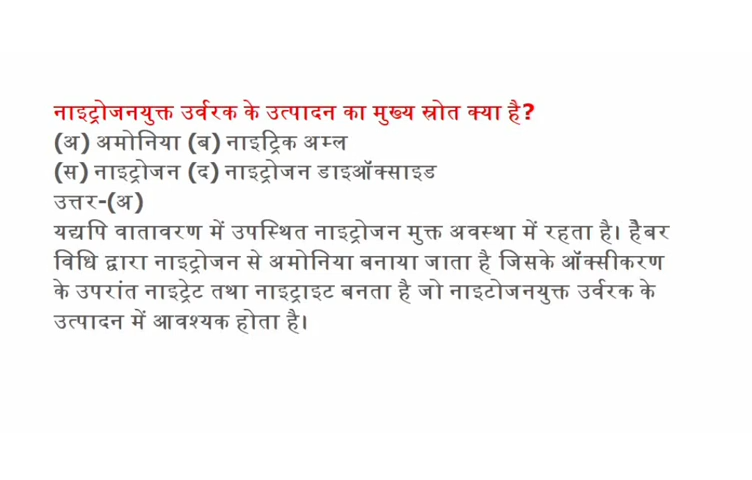 नाइट्रोजनयुक्त उर्वरक के उत्पादन का मुख्य स्रोत क्या है?
(अ) अमोनिया (ब) नाइट्रिक अम्ल
(स) नाइट्रोजन (द) नाइट्रोजन डाइऑक्साइड
उत्तर-(अ)
यद्यपि वातावरण में उपस्थित नाइट्रोजन मुक्त अवस्था में रहता है। हैबर
विधि द्वारा नाइट्रोजन से अमोनिया बनाया जाता है जिसके ऑक्सीकरण
के उपरांत नाइट्रेट तथा नाइट्राइट बनता है जो नाइटोजनयुक्त उर्वरक के
उत्पादन में आवश्यक होता है।